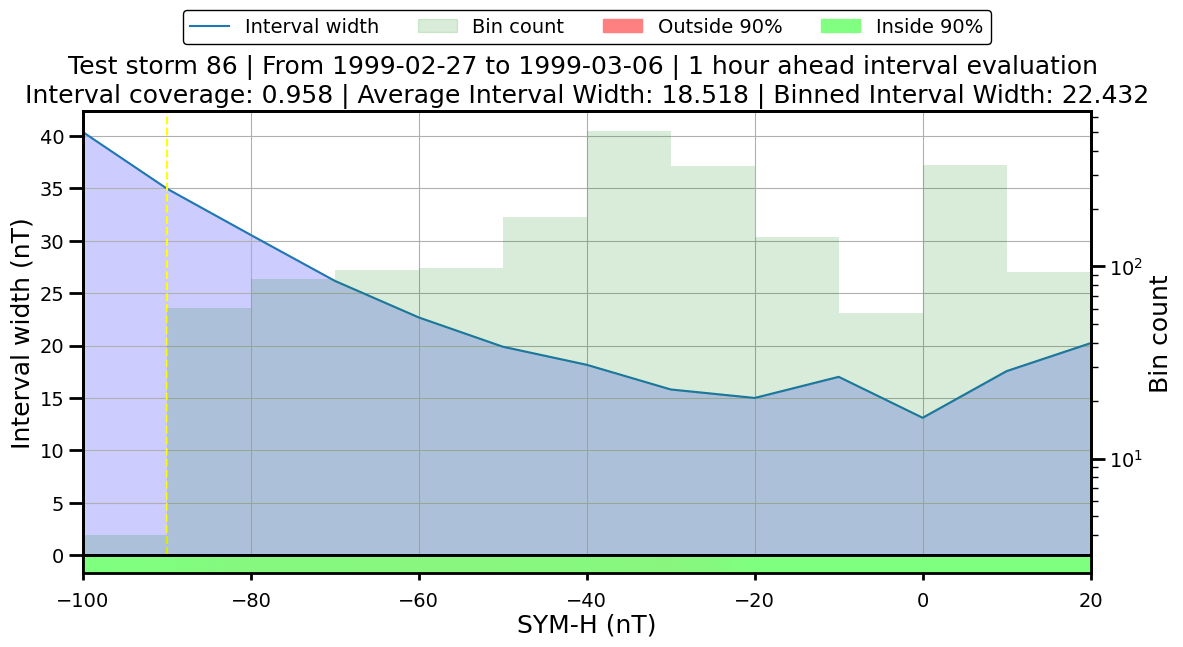 Interval width Bin count Outside 90% Inside 90%
Test storm 86 | From 1999-02-27 to 1999-03-06 | 1 hour ahead interval evaluation
Interval coverage: 0.958 | Average Interval Width: 18.518 | Binned Interval Width: 22.432
Interval width (nT)
40
35
30
25
20
15
10
5
0
−100 −80 −60 −40 −20 0 20
SYM-H (nT)
10²
10¹
Bin count